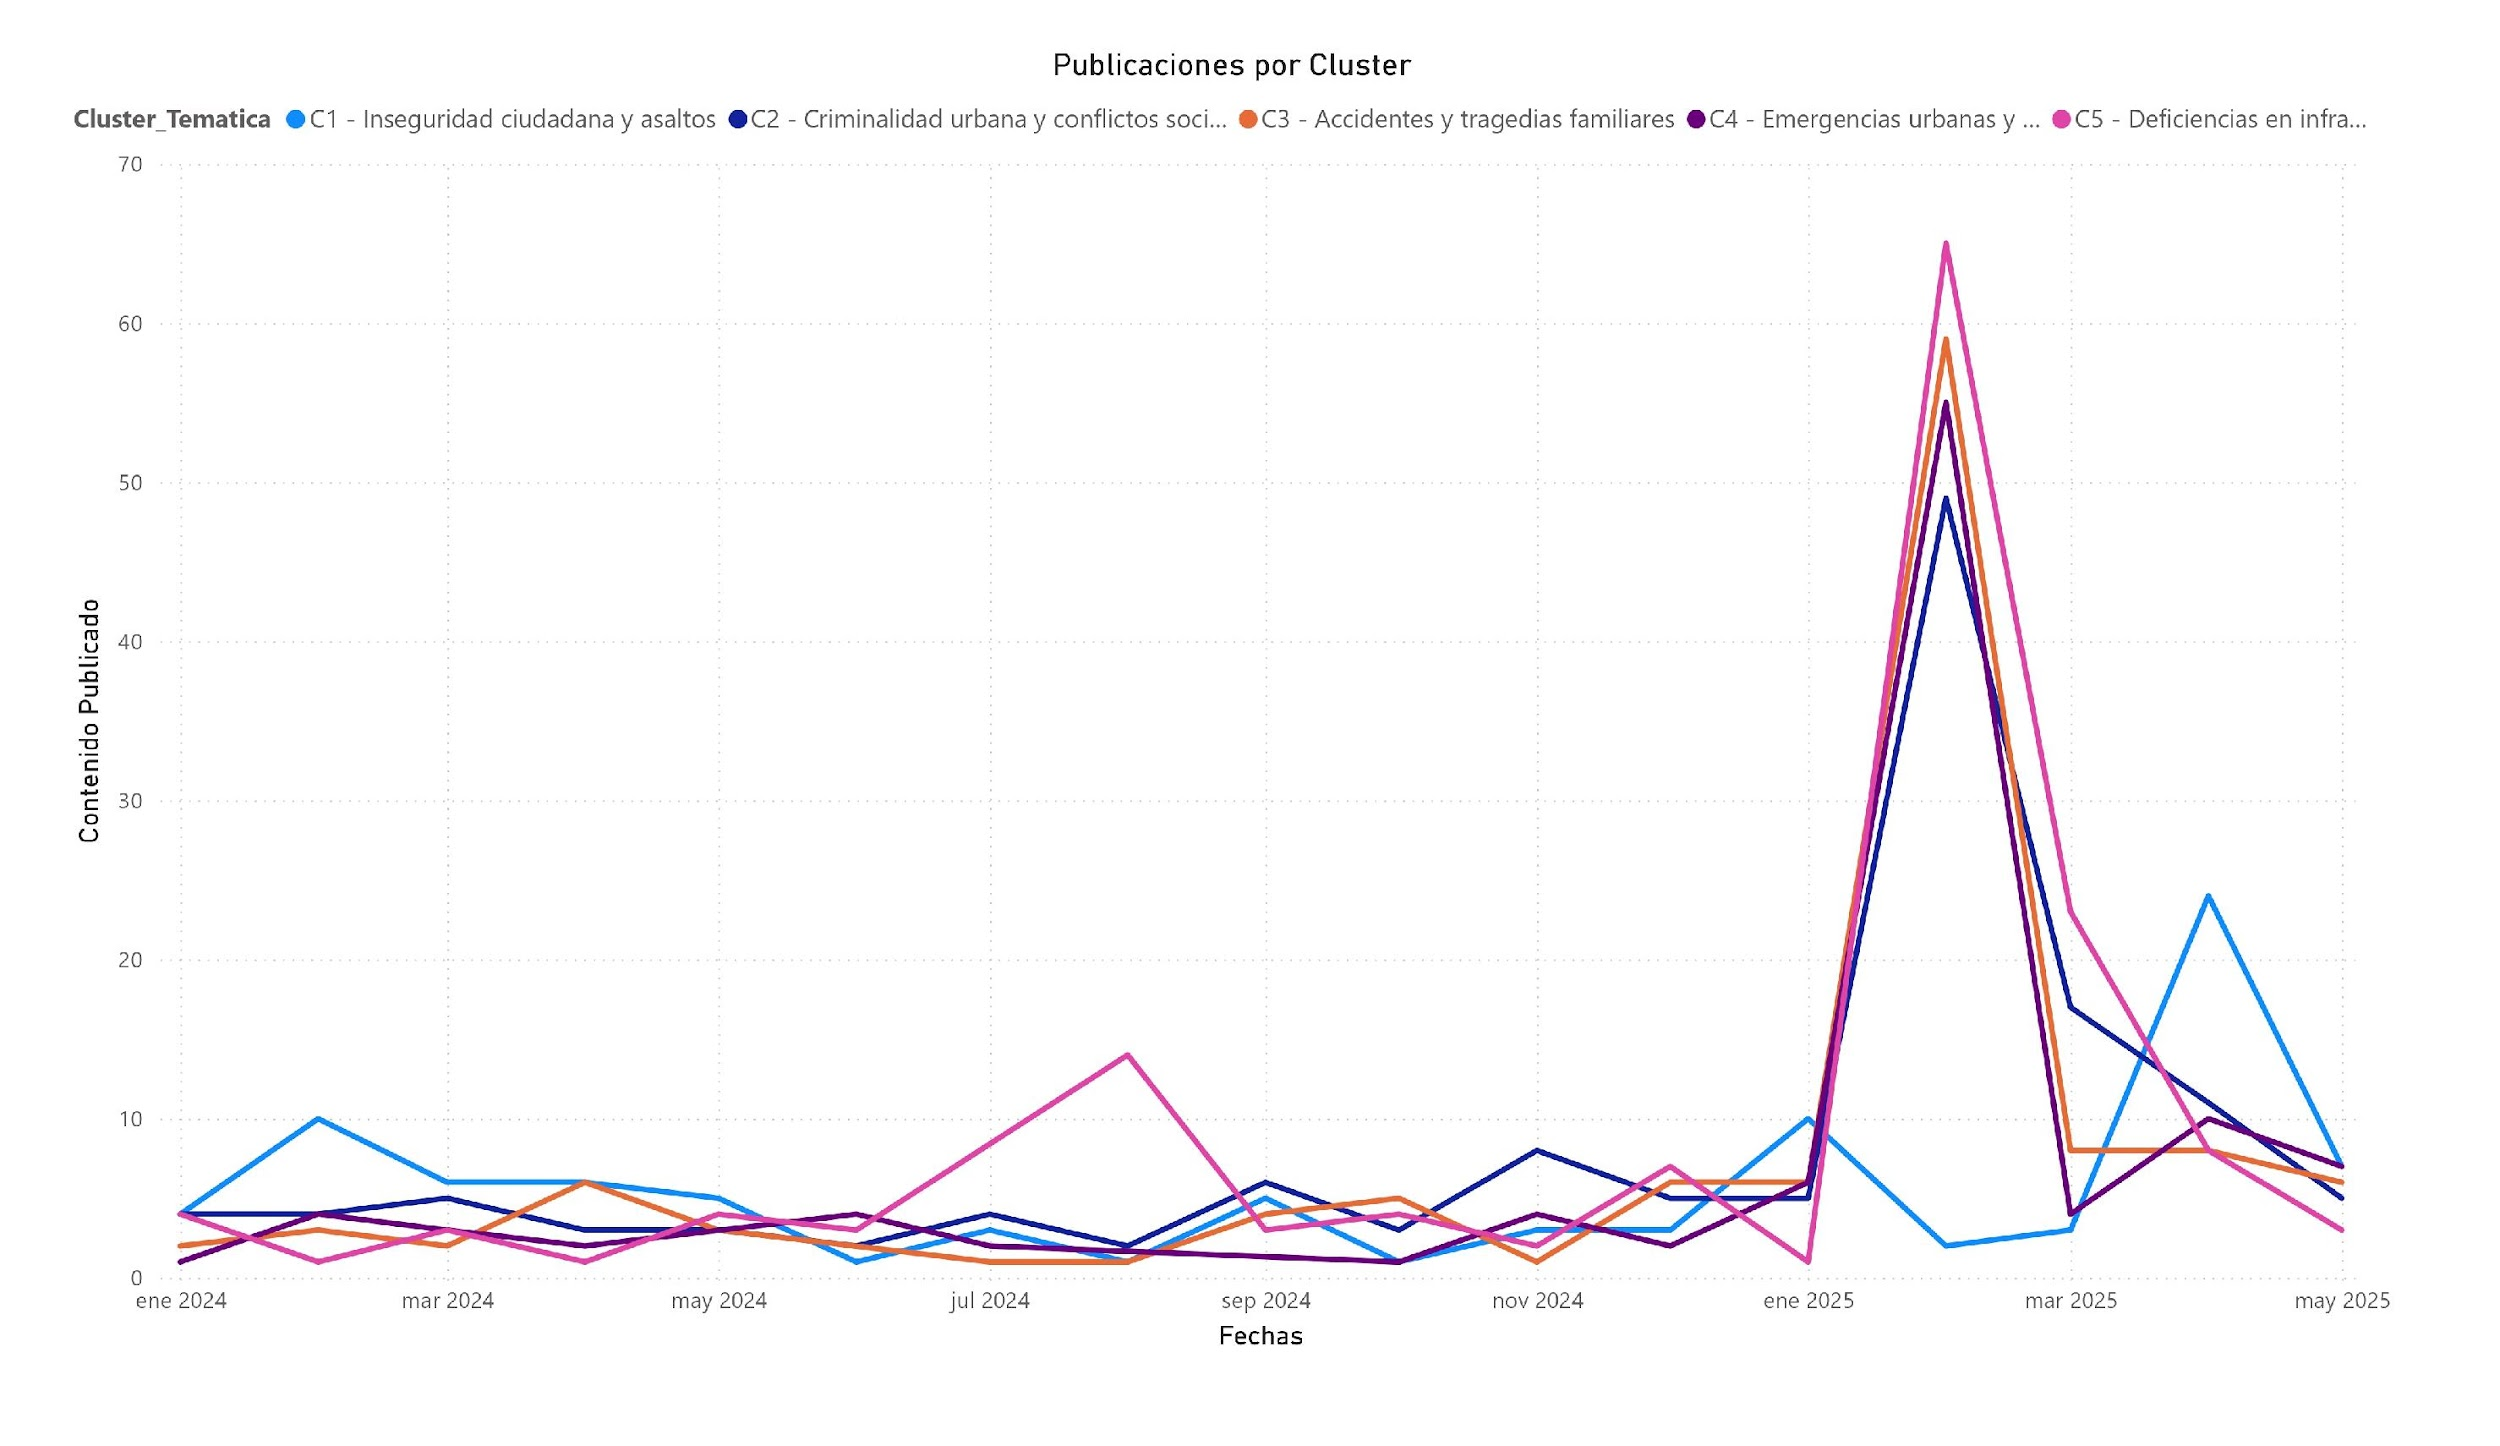 Publicaciones por Cluster
Cluster_Tematica C1 - Inseguridad ciudadana y asaltos C2 - Criminalidad urbana y conflictos soci... C3 - Accidentes y tragedias familiares C4 - Emergencias urbanas y ... C5 - Deficiencias en infra...
70
60
50
40
30
20
10
0
Contenido Publicado
ene 2024 mar 2024 may 2024 jul 2024 sep 2024 nov 2024 ene 2025 mar 2025 may 2025
Fechas